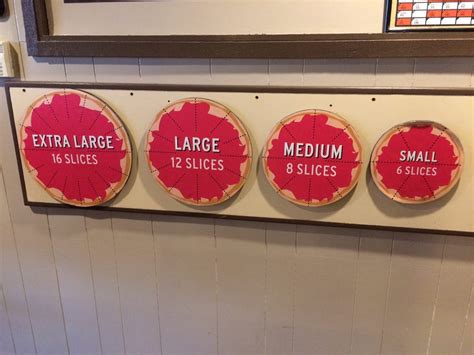 EXTRA LARGE
16 SLICES
LARGE
12 SLICES
MEDIUM
8 SLICES
SMALL
6 SLICES